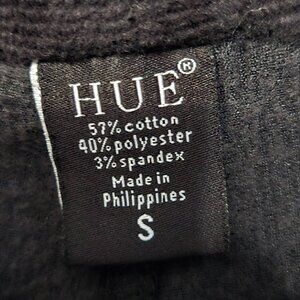 HUE®
57% cotton
40% polyester
3% spandex
Made in
Philippines
S